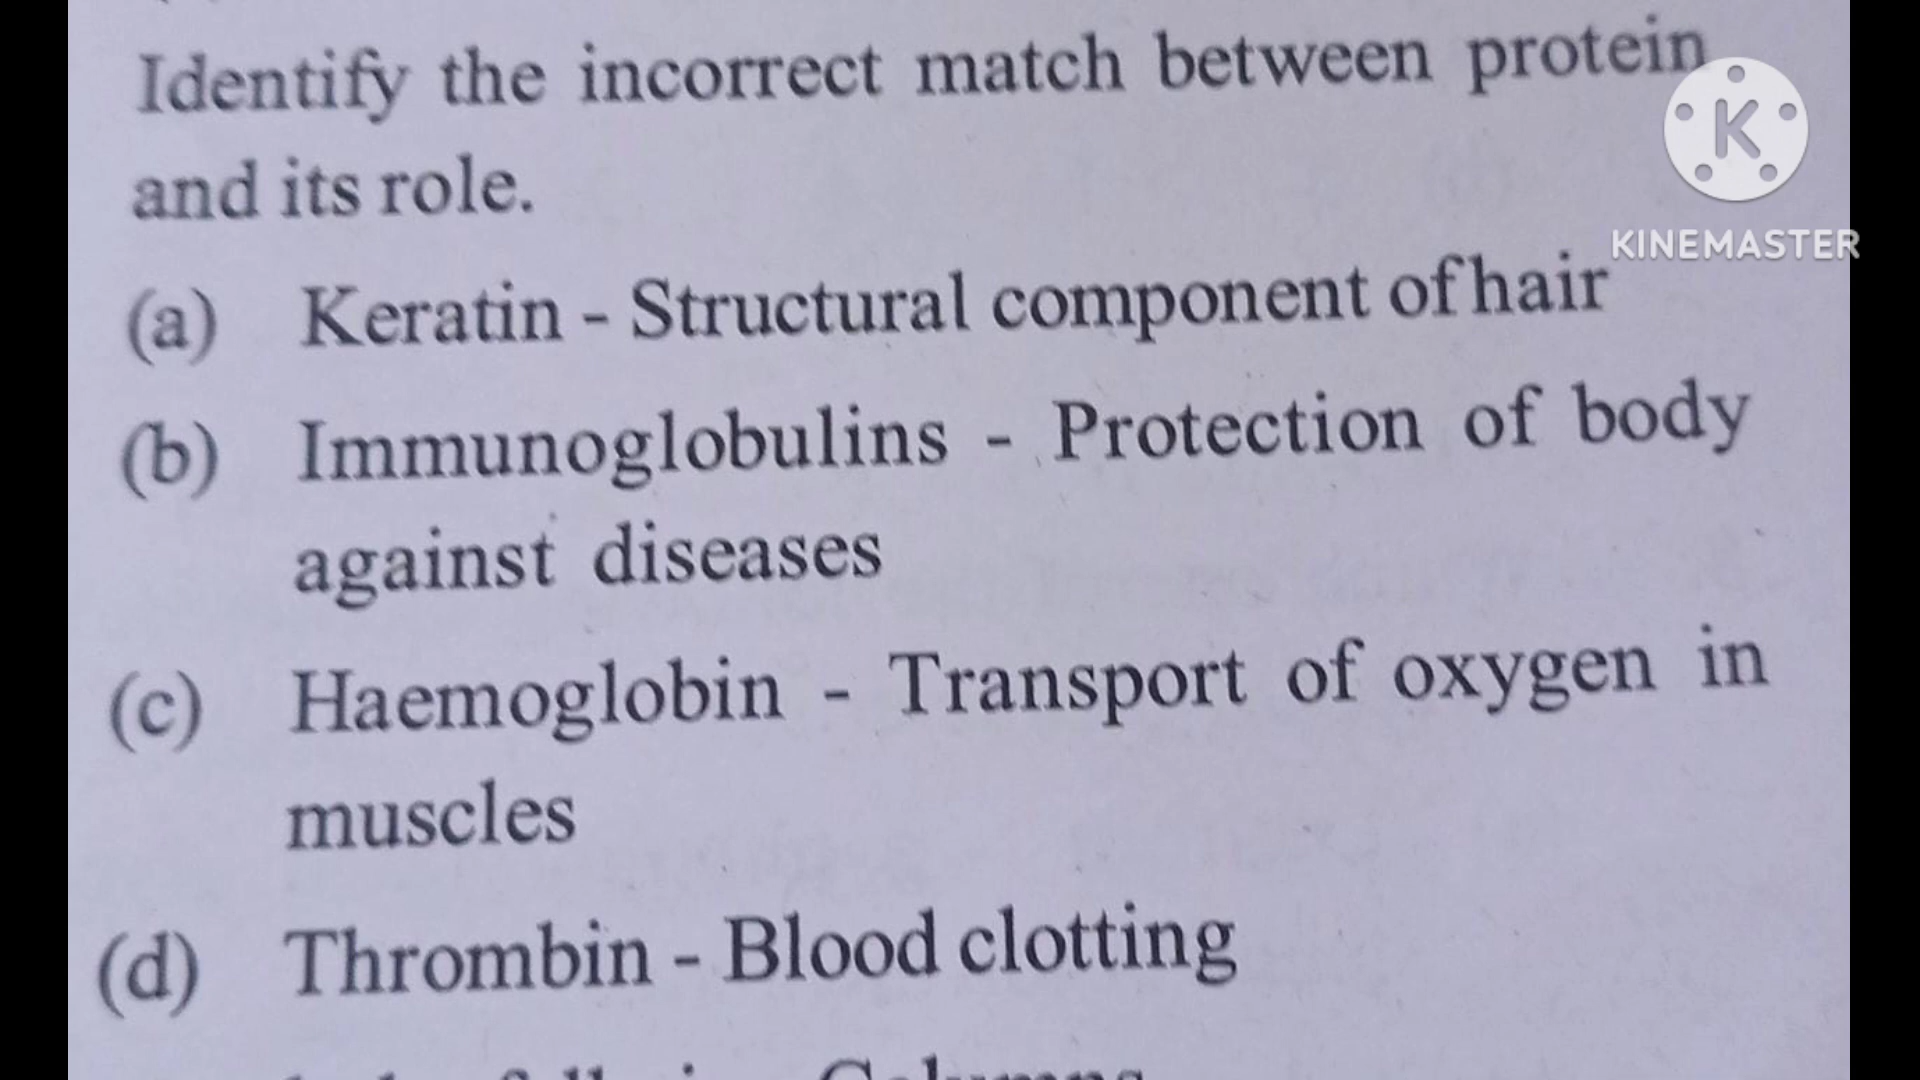 Identify the incorrect match between protein
and its role.
(a) Keratin - Structural component of hair
(b) Immunoglobulins - Protection of body
against diseases
(c) Haemoglobin - Transport of oxygen in
muscles
(d) Thrombin - Blood clotting
K
KINEMASTER